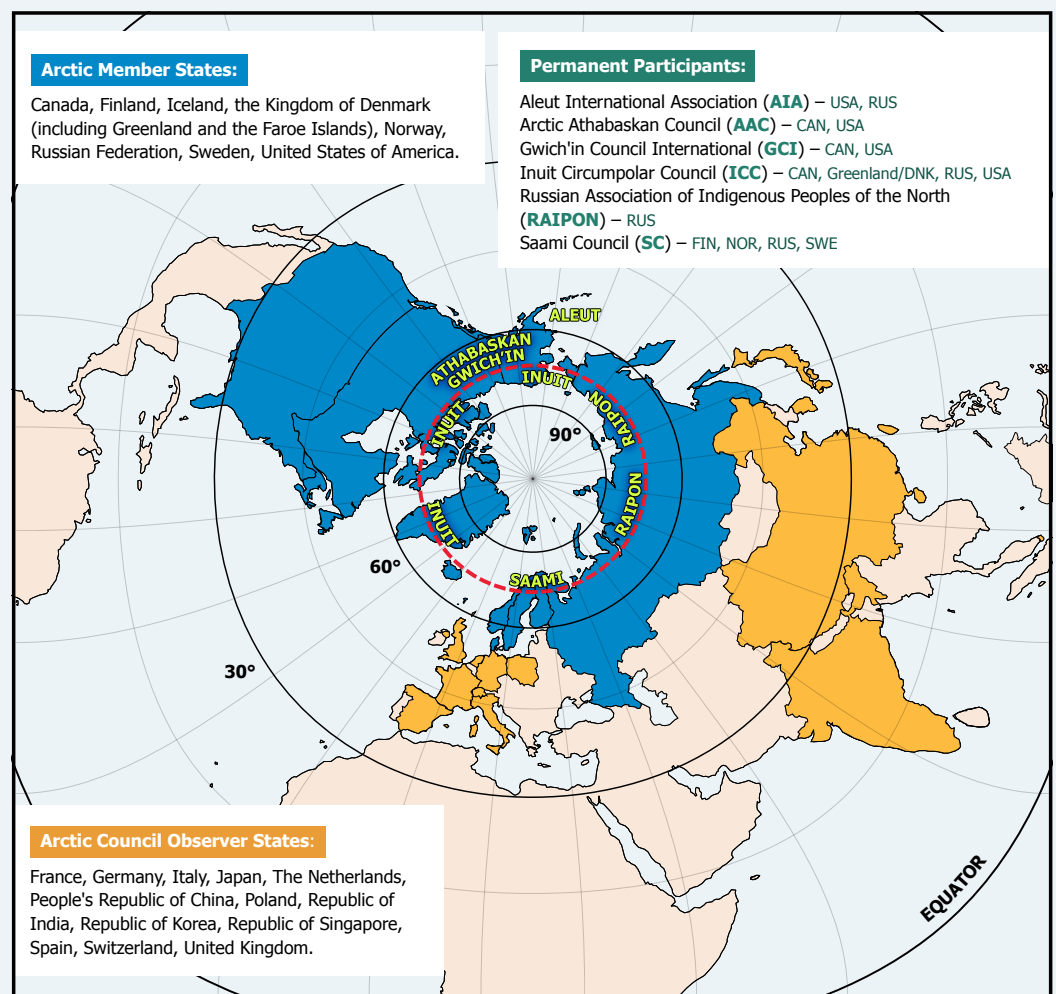 Arctic Member States:
Canada, Finland, Iceland, the Kingdom of Denmark
(including Greenland and the Faroe Islands), Norway,
Russian Federation, Sweden, United States of America.
Permanent Participants:
Aleut International Association (AIA) – USA, RUS
Arctic Athabaskan Council (AAC) – CAN, USA
Gwich'in Council International (GCI) – CAN, USA
Inuit Circumpolar Council (ICC) – CAN, Greenland/DNK, RUS, USA
Russian Association of Indigenous Peoples of the North
(RAIPON) – RUS
Saami Council (SC) – FIN, NOR, RUS, SWE
ALEUT
ATHABASKAN
GWICH'IN
INUIT
RAIPON
INUIT
90°
RAIPON
INUIT
60°
SAAMI
30°
EQUATOR
Arctic Council Observer States:
France, Germany, Italy, Japan, The Netherlands,
People's Republic of China, Poland, Republic of
India, Republic of Korea, Republic of Singapore,
Spain, Switzerland, United Kingdom.